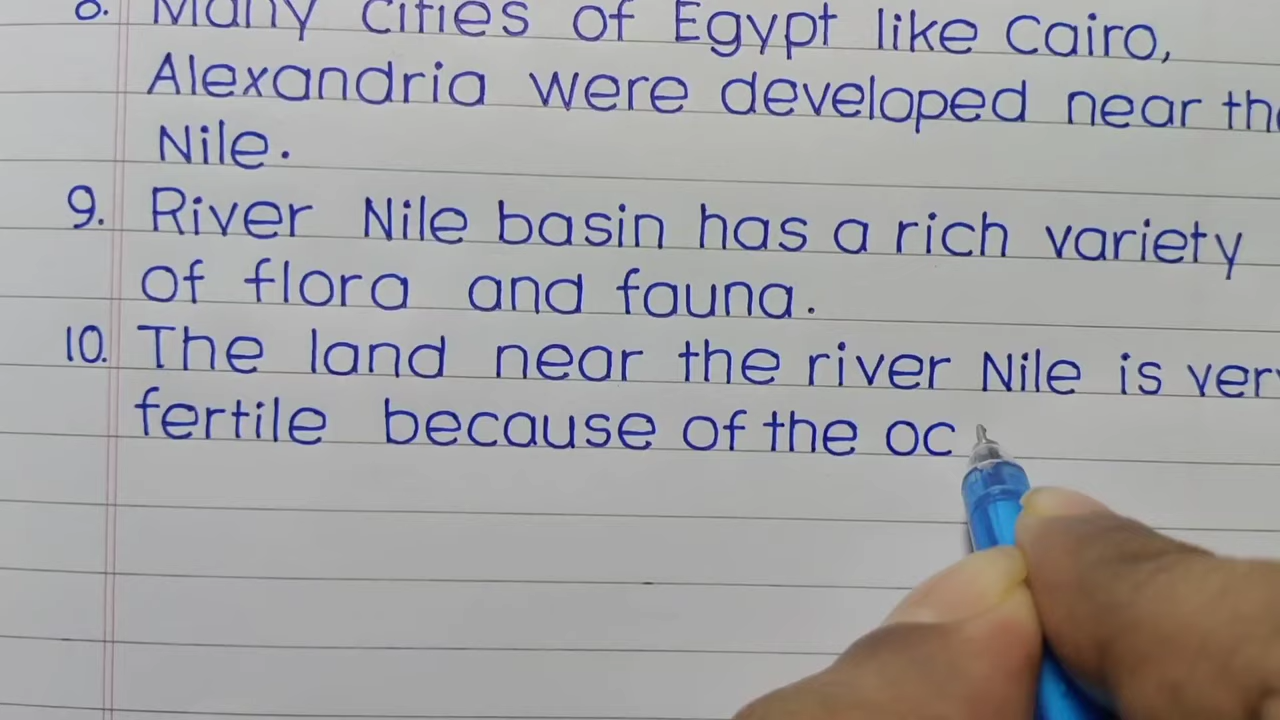 8. Many cities of Egypt like Cairo,
Alexandria were developed near the
Nile.
9. River Nile basin has a rich variety
of flora and fauna.
10. The land near the river Nile is very
fertile because of the oc